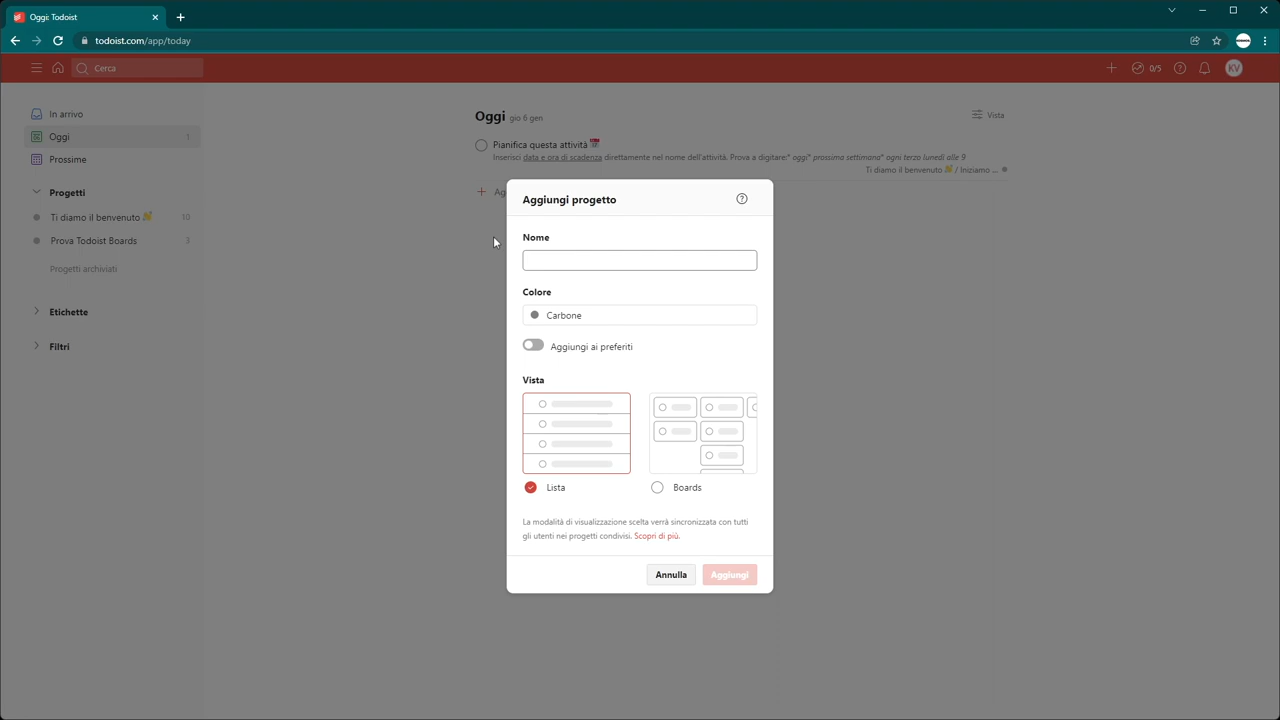 Oggi: Todoist
todoist.com/app/today
Cerca
0/5
KV
In arrivo
Oggi 1
Prossime
Progetti
Ti diamo il benvenuto 👋 10
Prova Todoist Boards 3
Progetti archiviati
Etichette
Filtri
Oggi gio 6 gen
Vista
Pianifica questa attività 📅
Inserisci data e ora di scadenza direttamente nel nome dell'attività. Prova a digitare:* oggi* prossima settimana* ogni terzo lunedì alle 9
Ti diamo il benvenuto 👋 / Iniziamo ...
Ag
Aggiungi progetto
Nome
Colore
Carbone
Aggiungi ai preferiti
Vista
Lista
Boards
La modalità di visualizzazione scelta verrà sincronizzata con tutti
gli utenti nei progetti condivisi. Scopri di più.
Annulla
Aggiungi